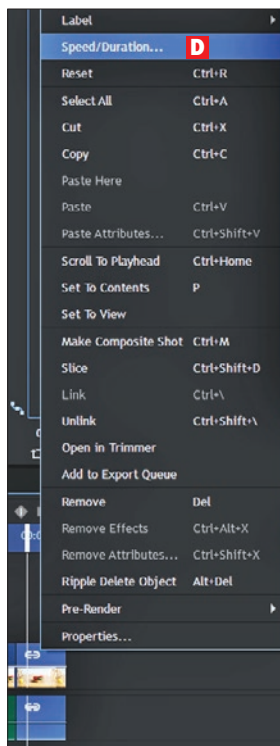 Label
Speed/Duration... D
Reset Ctrl+R
Select All Ctrl+A
Cut Ctrl+X
Copy Ctrl+C
Paste Here
Paste Ctrl+V
Paste Attributes... Ctrl+Shift+V
Scroll To Playhead Ctrl+Home
Set To Contents P
Set To View
Make Composite Shot Ctrl+M
Slice Ctrl+Shift+D
Link Ctrl+\
Unlink Ctrl+Shift+\
Open in Trimmer
Add to Export Queue
Remove Del
Remove Effects Ctrl+Alt+X
Remove Attributes... Ctrl+Shift+X
Ripple Delete Object Alt+Del
Pre-Render
Properties...